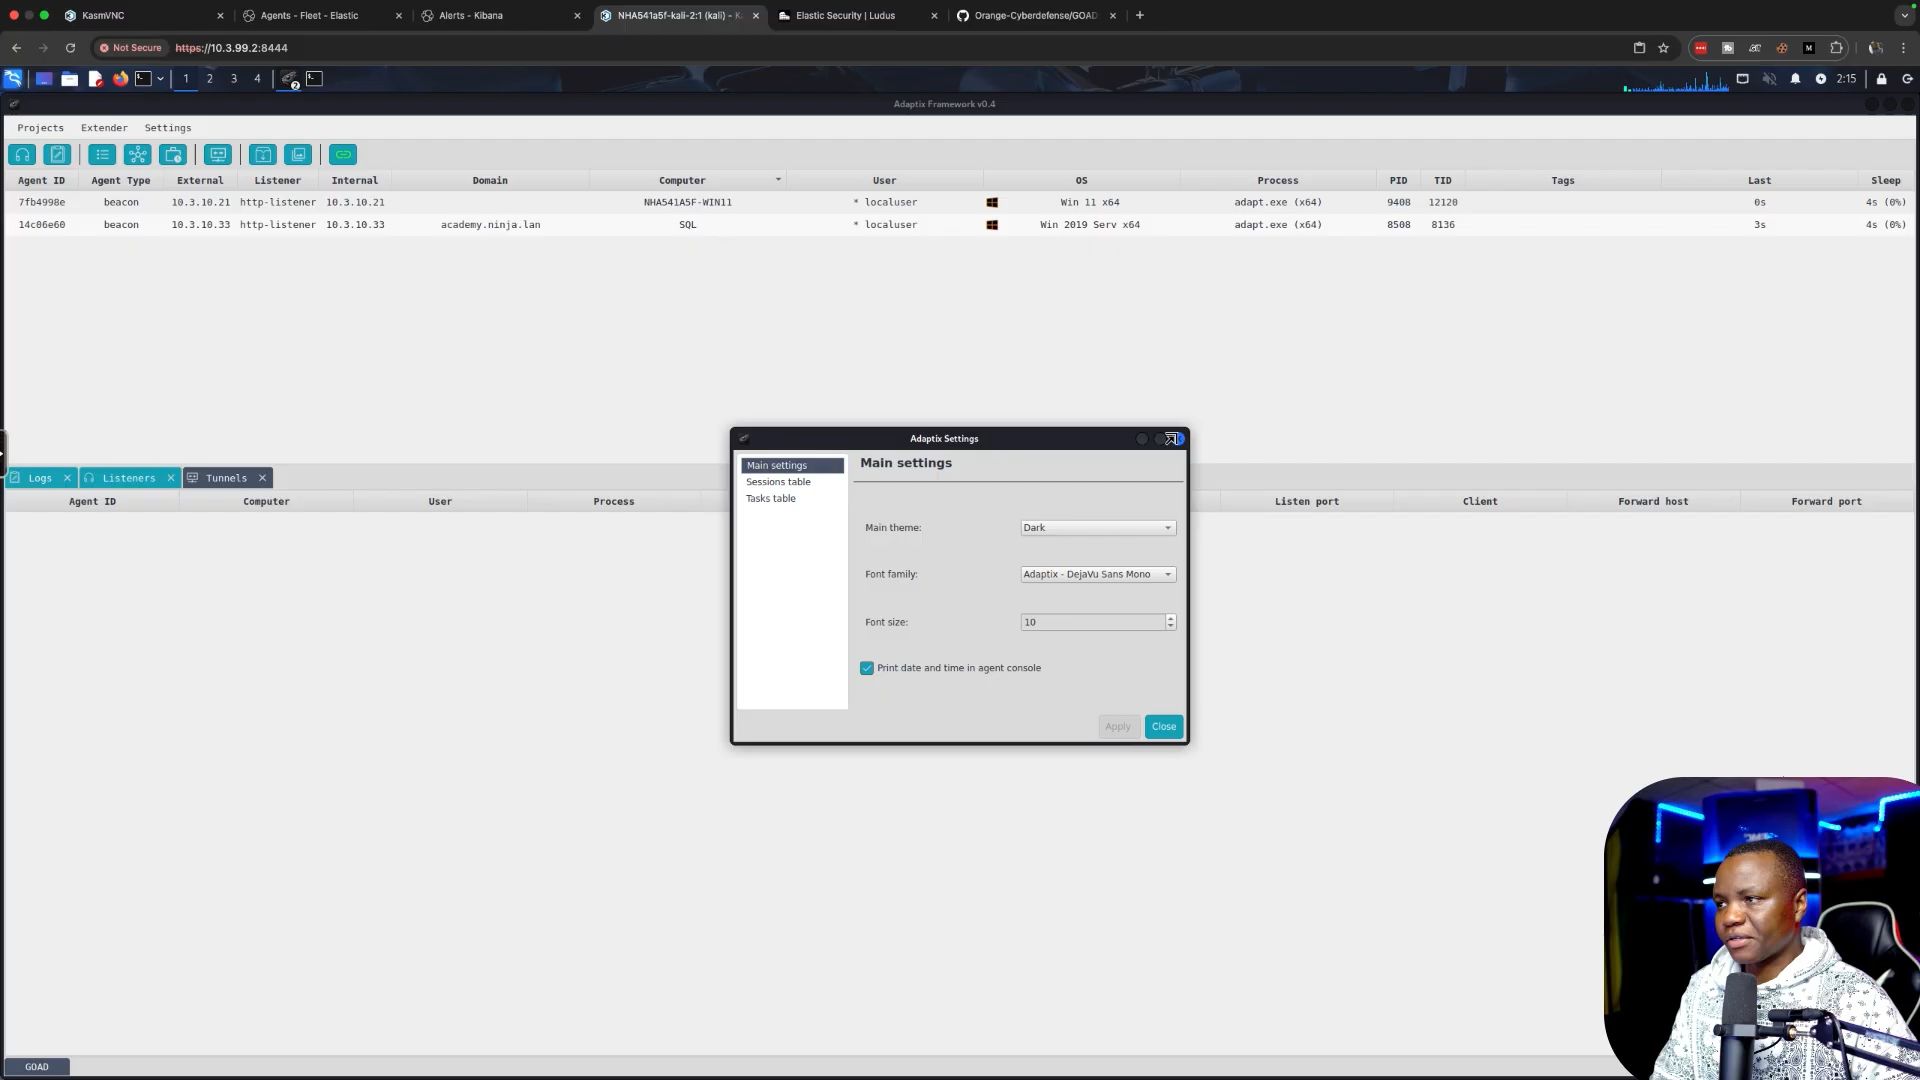 KasmVNC
Agents - Fleet - Elastic
Alerts - Kibana
NHA541a5f-kali-2:1 (kali) - K
Elastic Security | Ludus
Orange-Cyberdefense/GOAD
Not Secure https://10.3.99.2:8444
1 2 3 4
2
2:15
Adaptix Framework v0.4
Projects Extender Settings
Agent ID Agent Type External Listener Internal Domain Computer User OS Process PID TID Tags Last Sleep
7fb4998e beacon 10.3.10.21 http-listener 10.3.10.21 NHA541A5F-WIN11 * localuser Win 11 x64 adapt.exe (x64) 9408 12120 0s 4s (0%)
14c06e60 beacon 10.3.10.33 http-listener 10.3.10.33 academy.ninja.lan SQL * localuser Win 2019 Serv x64 adapt.exe (x64) 8508 8136 3s 4s (0%)
Logs Listeners Tunnels
Agent ID Computer User Process Listen port Client Forward host Forward port
Adaptix Settings
Main settings
Sessions table
Tasks table
Main settings
Main theme: Dark
Font family: Adaptix - DejaVu Sans Mono
Font size: 10
Print date and time in agent console
Apply Close
GOAD